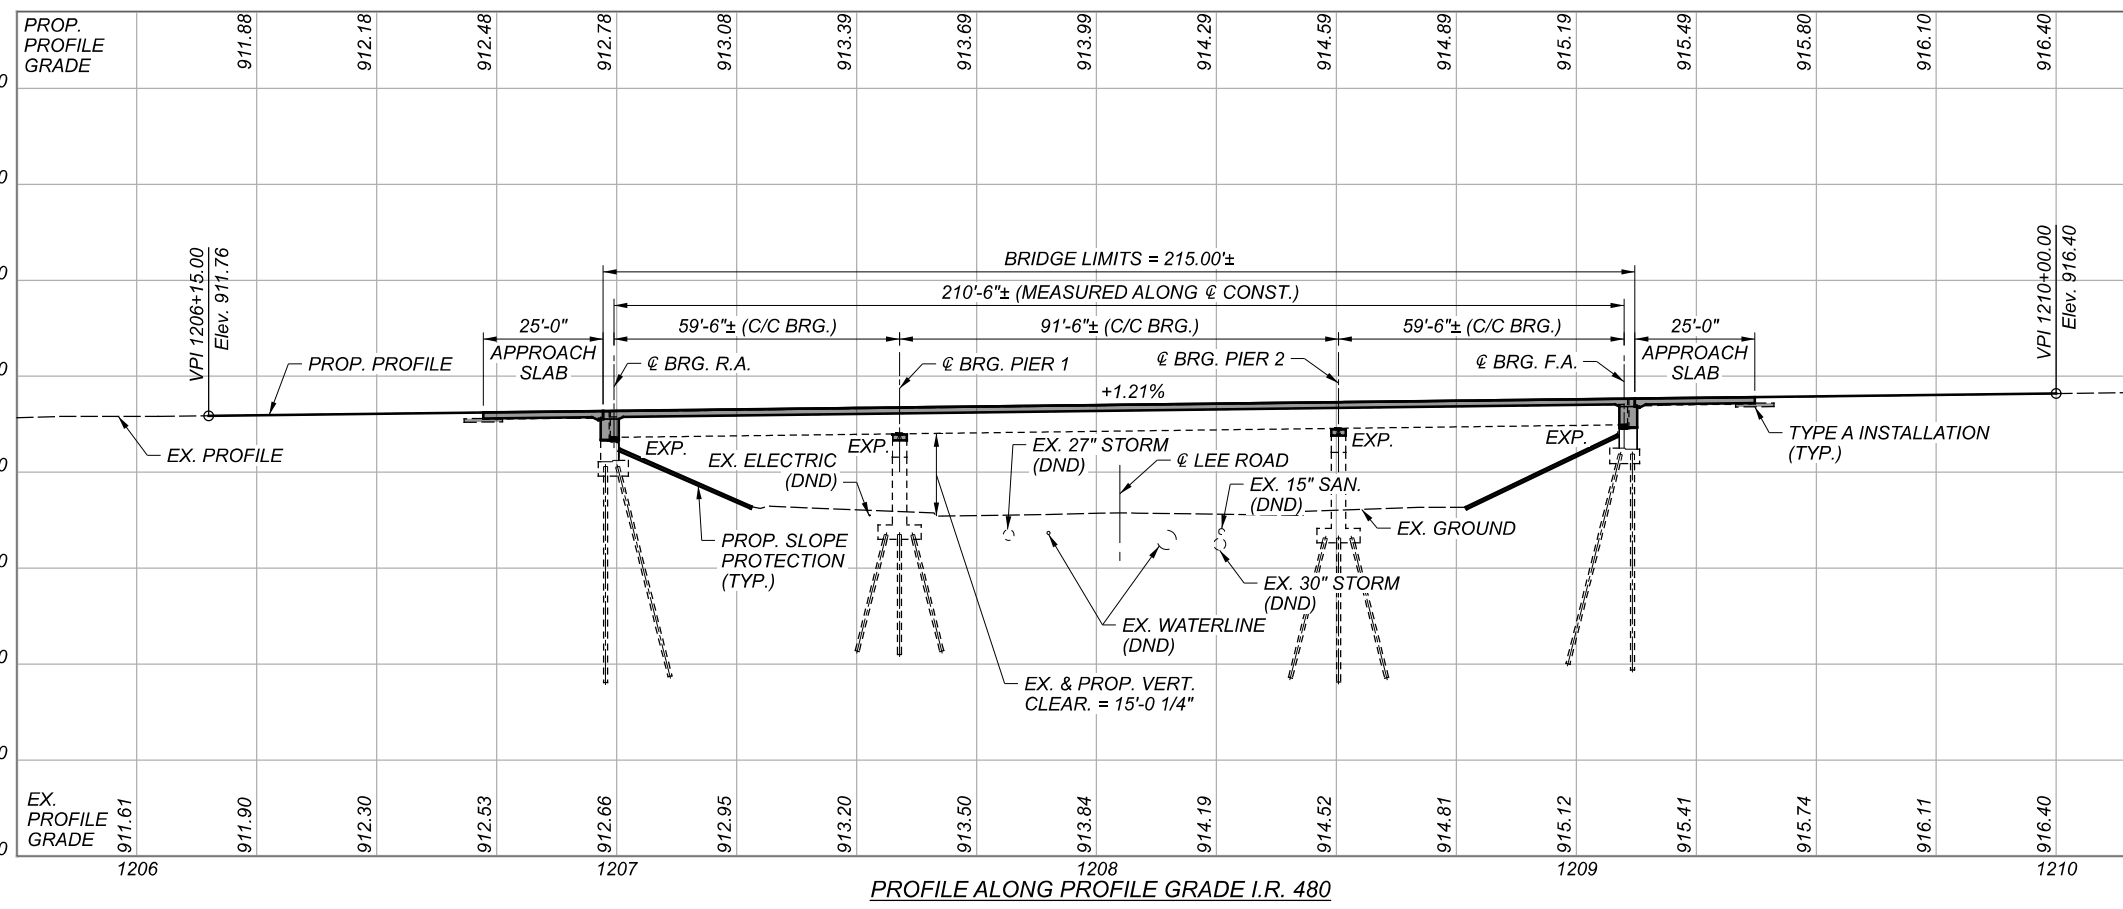 PROP.
PROFILE
GRADE
911.88
912.18
912.48
912.78
913.08
913.39
913.69
913.99
914.29
914.59
914.89
915.19
915.49
915.80
916.10
916.40
0
0
0
0
0
0
0
0
0
VPI 1206+15.00
Elev. 911.76
VPI 1210+00.00
Elev. 916.40
BRIDGE LIMITS = 215.00'±
210'-6"± (MEASURED ALONG ℄ CONST.)
25'-0"
59'-6"± (C/C BRG.)
91'-6"± (C/C BRG.)
59'-6"± (C/C BRG.)
25'-0"
APPROACH
SLAB
APPROACH
SLAB
PROP. PROFILE
℄ BRG. R.A.
℄ BRG. PIER 1
℄ BRG. PIER 2
℄ BRG. F.A.
+1.21%
EX. PROFILE
EXP.
EXP.
EXP.
EXP.
TYPE A INSTALLATION
(TYP.)
EX. ELECTRIC
(DND)
EX. 27" STORM
(DND)
℄ LEE ROAD
EX. 15" SAN.
(DND)
EX. GROUND
PROP. SLOPE
PROTECTION
(TYP.)
EX. 30" STORM
(DND)
EX. WATERLINE
(DND)
EX. & PROP. VERT.
CLEAR. = 15'-0 1/4"
EX.
PROFILE
GRADE
911.61
911.90
912.30
912.53
912.66
912.95
913.20
913.50
913.84
914.19
914.52
914.81
915.12
915.41
915.74
916.11
916.40
1206
1207
1208
1209
1210
PROFILE ALONG PROFILE GRADE I.R. 480